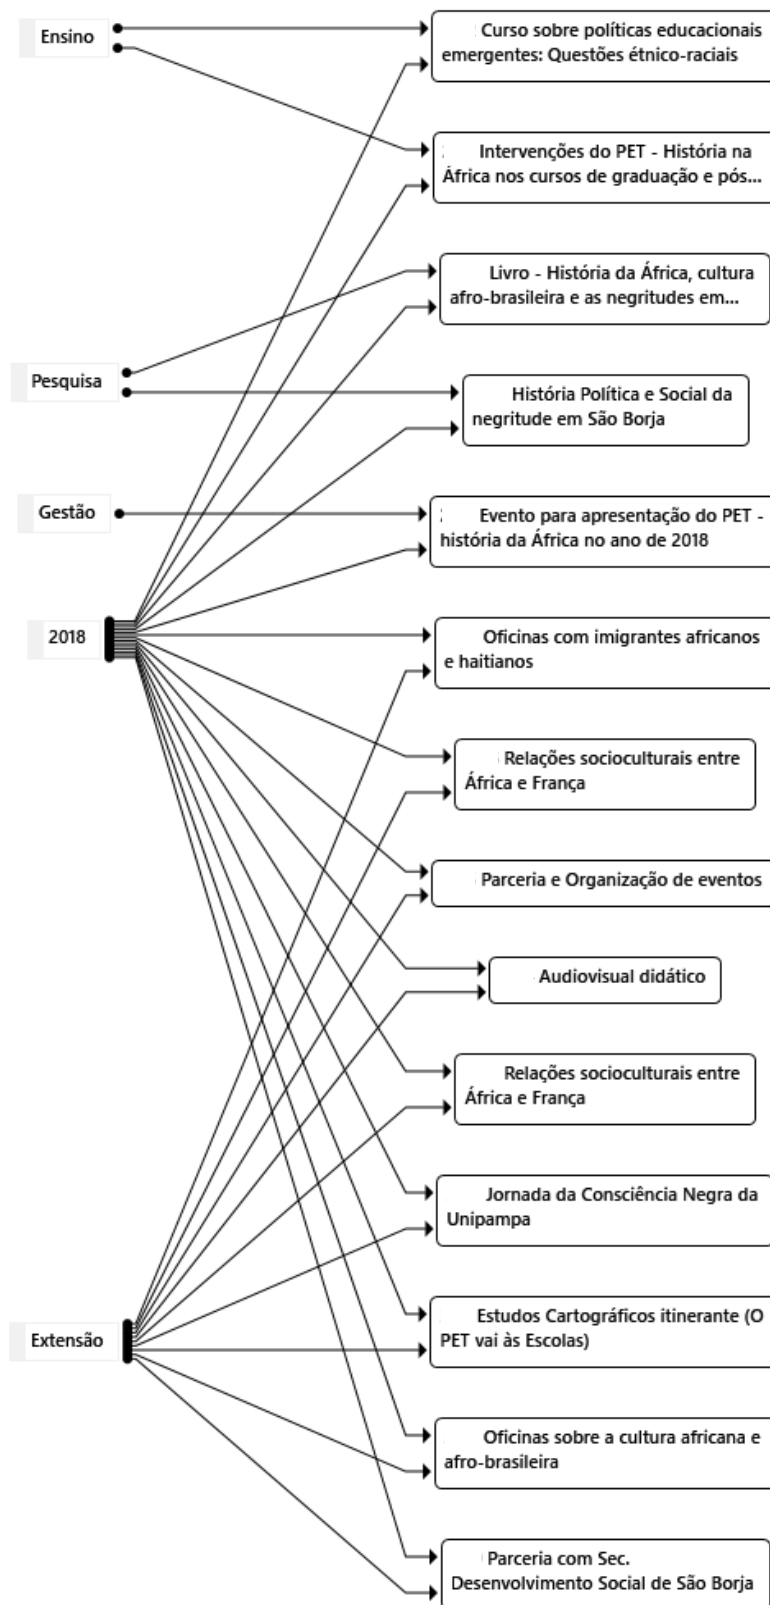 Ensino
Curso sobre políticas educacionais
emergentes: Questões étnico-raciais
Intervenções do PET - História na
África nos cursos de graduação e pós...
Livro - História da África, cultura
afro-brasileira e as negritudes em...
Pesquisa
História Política e Social da
negritude em São Borja
Gestão
Evento para apresentação do PET -
história da África no ano de 2018
2018
Oficinas com imigrantes africanos
e haitianos
Relações socioculturais entre
África e França
Parceria e Organização de eventos
Audiovisual didático
Relações socioculturais entre
África e França
Jornada da Consciência Negra da
Unipampa
Extensão
Estudos Cartográficos itinerante (O
PET vai às Escolas)
Oficinas sobre a cultura africana e
afro-brasileira
Parceria com Sec.
Desenvolvimento Social de São Borja